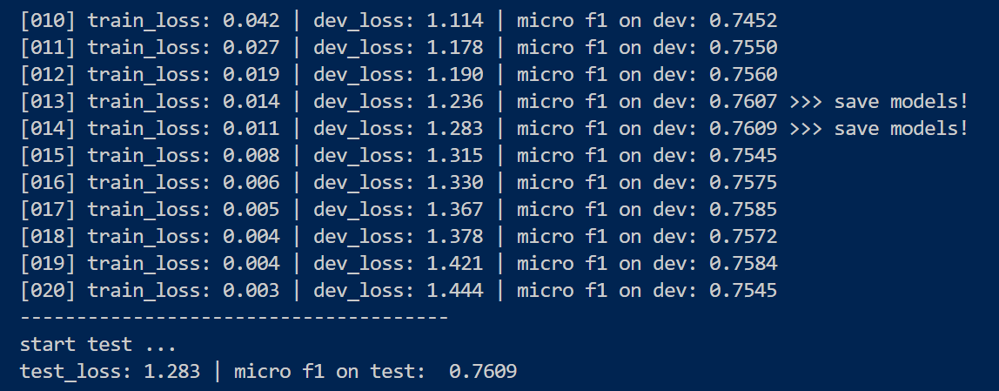 [010] train_loss: 0.042 | dev_loss: 1.114 | micro f1 on dev: 0.7452
[011] train_loss: 0.027 | dev_loss: 1.178 | micro f1 on dev: 0.7550
[012] train_loss: 0.019 | dev_loss: 1.190 | micro f1 on dev: 0.7560
[013] train_loss: 0.014 | dev_loss: 1.236 | micro f1 on dev: 0.7607 >>> save models!
[014] train_loss: 0.011 | dev_loss: 1.283 | micro f1 on dev: 0.7609 >>> save models!
[015] train_loss: 0.008 | dev_loss: 1.315 | micro f1 on dev: 0.7545
[016] train_loss: 0.006 | dev_loss: 1.330 | micro f1 on dev: 0.7575
[017] train_loss: 0.005 | dev_loss: 1.367 | micro f1 on dev: 0.7585
[018] train_loss: 0.004 | dev_loss: 1.378 | micro f1 on dev: 0.7572
[019] train_loss: 0.004 | dev_loss: 1.421 | micro f1 on dev: 0.7584
[020] train_loss: 0.003 | dev_loss: 1.444 | micro f1 on dev: 0.7545
--------------------------------------
start test ...
test_loss: 1.283 | micro f1 on test:  0.7609